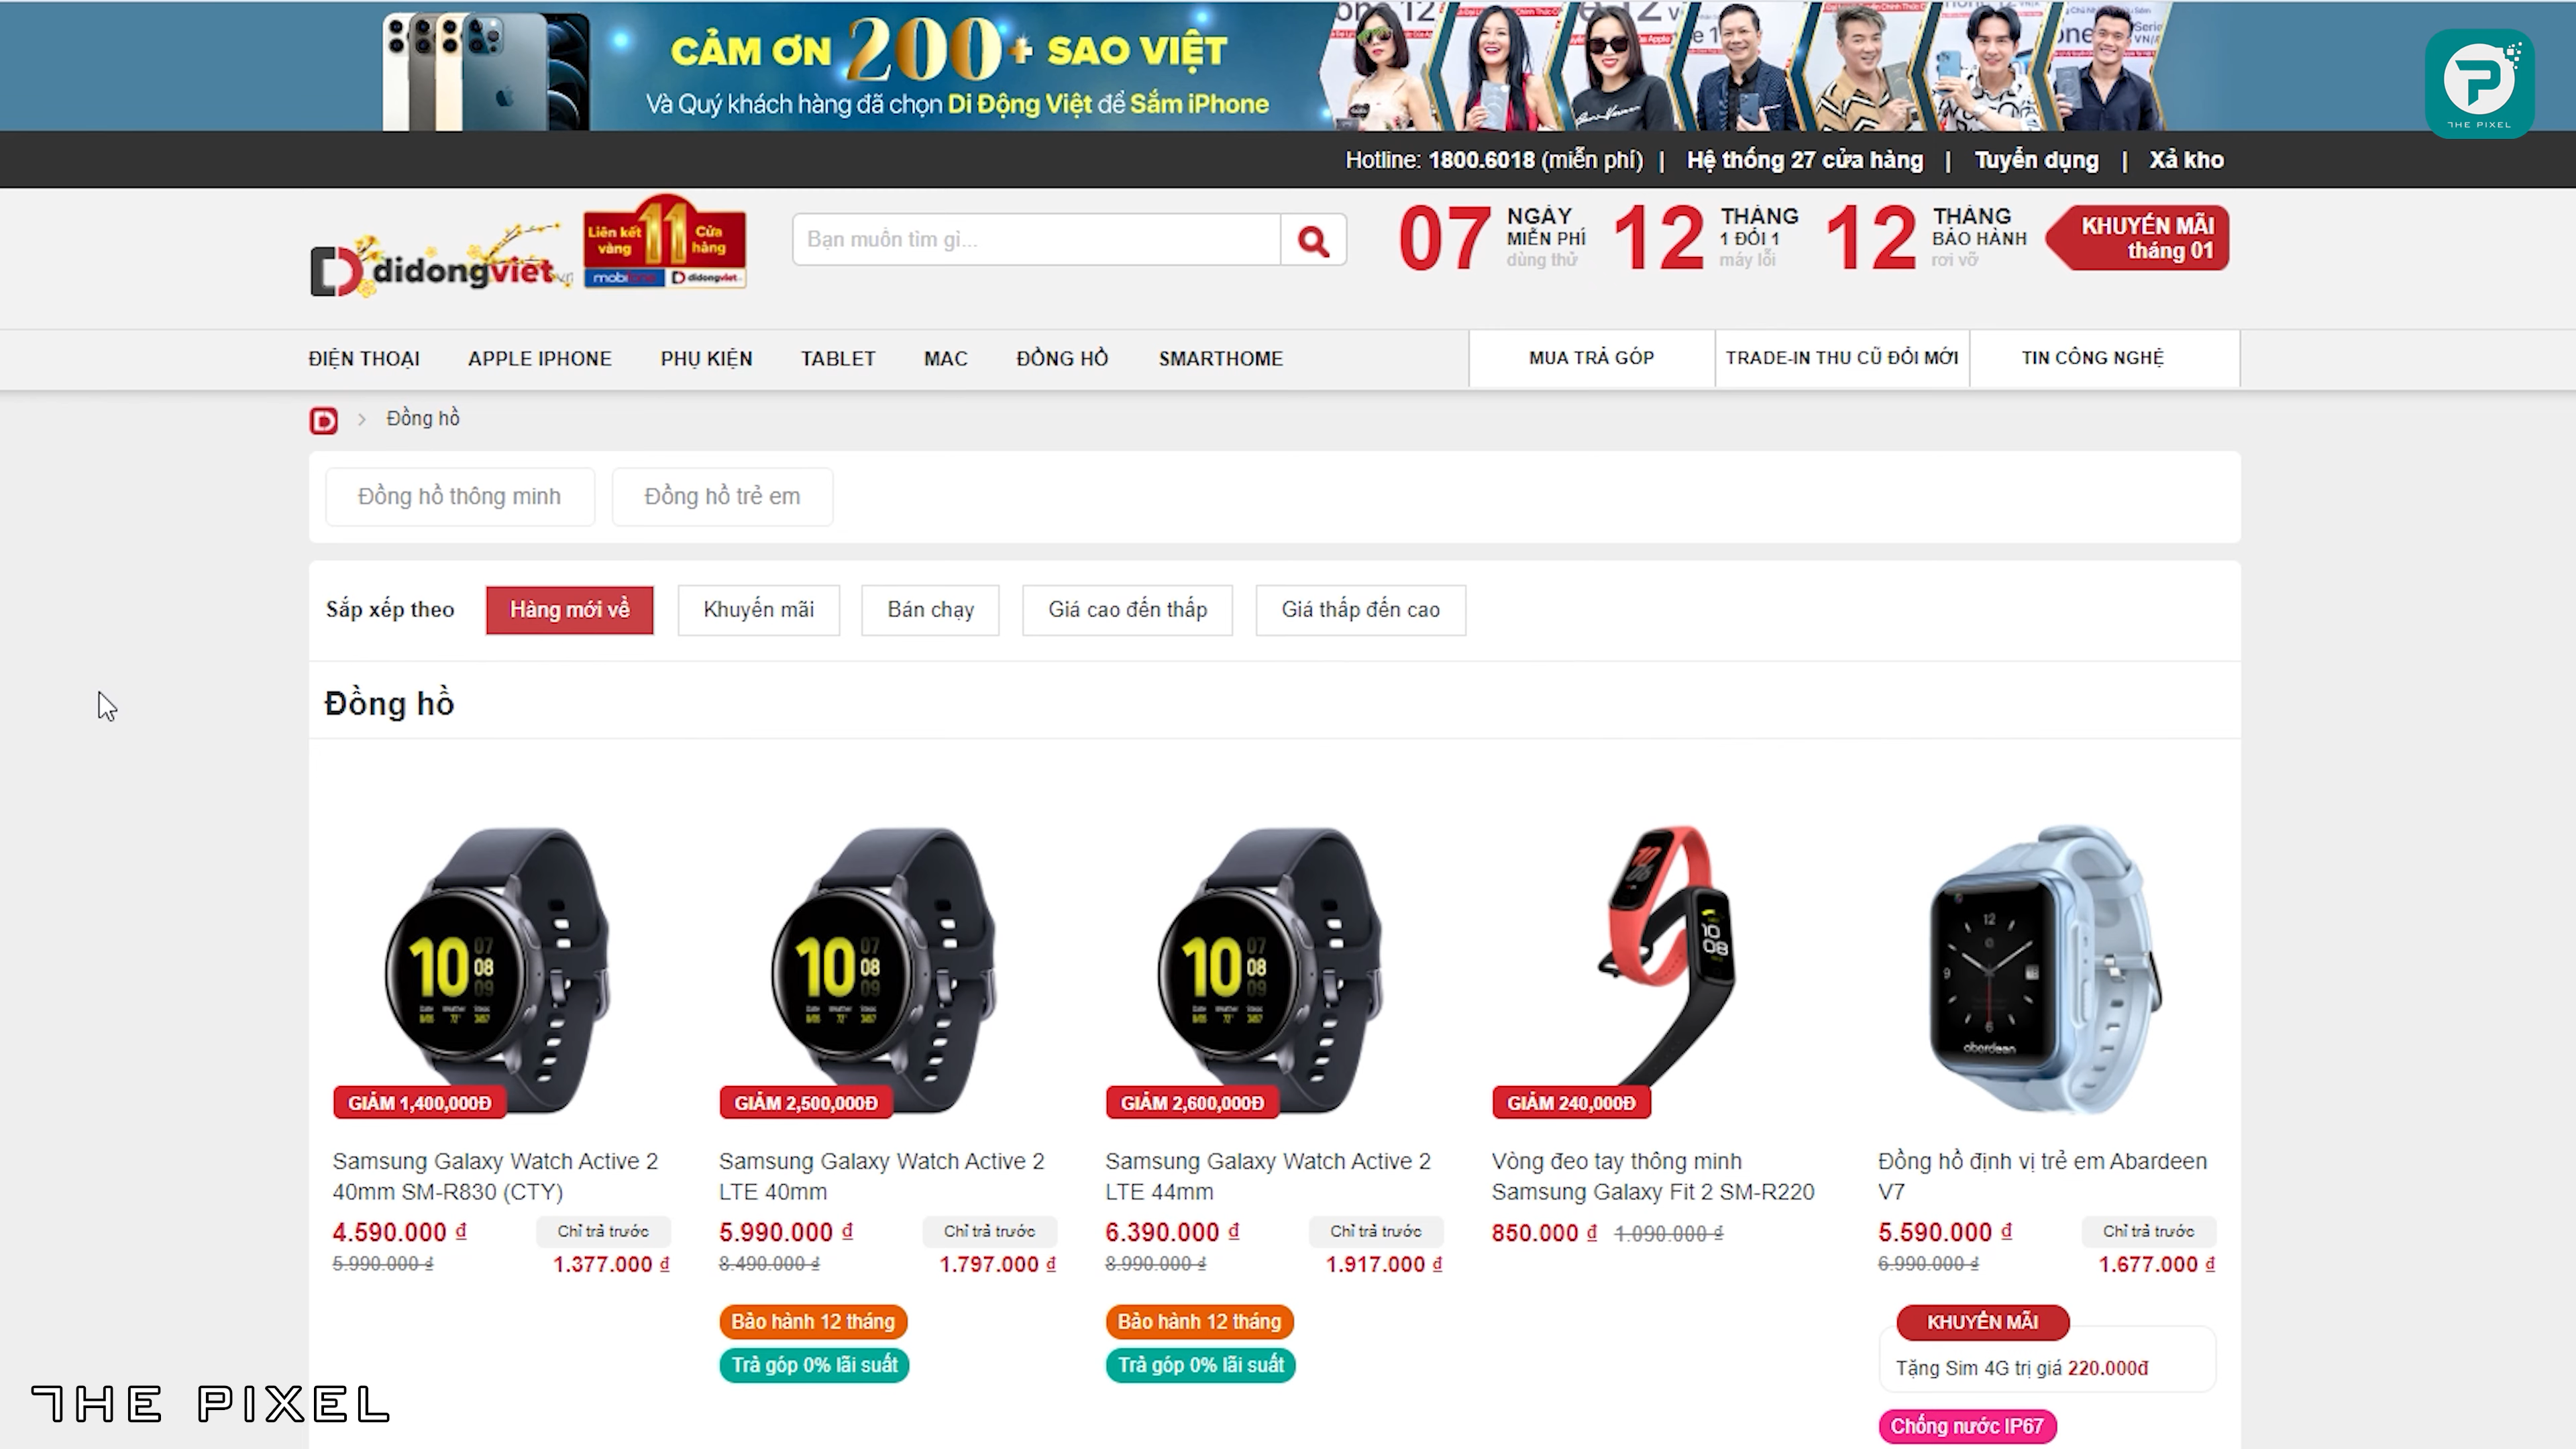 CẢM ƠN 200+ SAO VIỆT
Và Quý khách hàng đã chọn Di Động Việt để Sắm iPhone
THE PIXEL
Hotline: 1800.6018 (miễn phí) | Hệ thống 27 cửa hàng | Tuyển dụng | Xả kho
didongviet.vn
Liên kết vàng 11 Cửa hàng
didongviet
Bạn muốn tìm gì...
07 NGÀY MIỄN PHÍ dùng thử
12 THÁNG 1 ĐỔI 1 máy lỗi
12 THÁNG BẢO HÀNH rơi vỡ
KHUYẾN MÃI
tháng 01
ĐIỆN THOẠI APPLE IPHONE PHỤ KIỆN TABLET MAC ĐỒNG HỒ SMARTHOME MUA TRẢ GÓP TRADE-IN THU CŨ ĐỔI MỚI TIN CÔNG NGHỆ
Đồng hồ
Đồng hồ thông minh Đồng hồ trẻ em
Sắp xếp theo Hàng mới về Khuyến mãi Bán chạy Giá cao đến thấp Giá thấp đến cao
Đồng hồ
GIẢM 1,400,000Đ
Samsung Galaxy Watch Active 2
40mm SM-R830 (CTY)
4.590.000 ₫ Chỉ trả trước
5.990.000 ₫ 1.377.000 ₫
GIẢM 2,500,000Đ
Samsung Galaxy Watch Active 2
LTE 40mm
5.990.000 ₫ Chỉ trả trước
8.490.000 ₫ 1.797.000 ₫
Bảo hành 12 tháng
Trả góp 0% lãi suất
GIẢM 2,600,000Đ
Samsung Galaxy Watch Active 2
LTE 44mm
6.390.000 ₫ Chỉ trả trước
8.990.000 ₫ 1.917.000 ₫
Bảo hành 12 tháng
Trả góp 0% lãi suất
GIẢM 240,000Đ
Vòng đeo tay thông minh
Samsung Galaxy Fit 2 SM-R220
850.000 ₫ 1.090.000 ₫
Đồng hồ định vị trẻ em Abardeen
V7
5.590.000 ₫ Chỉ trả trước
6.990.000 ₫ 1.677.000 ₫
KHUYẾN MÃI
Tặng Sim 4G trị giá 220.000đ
Chống nước IP67
THE PIXEL